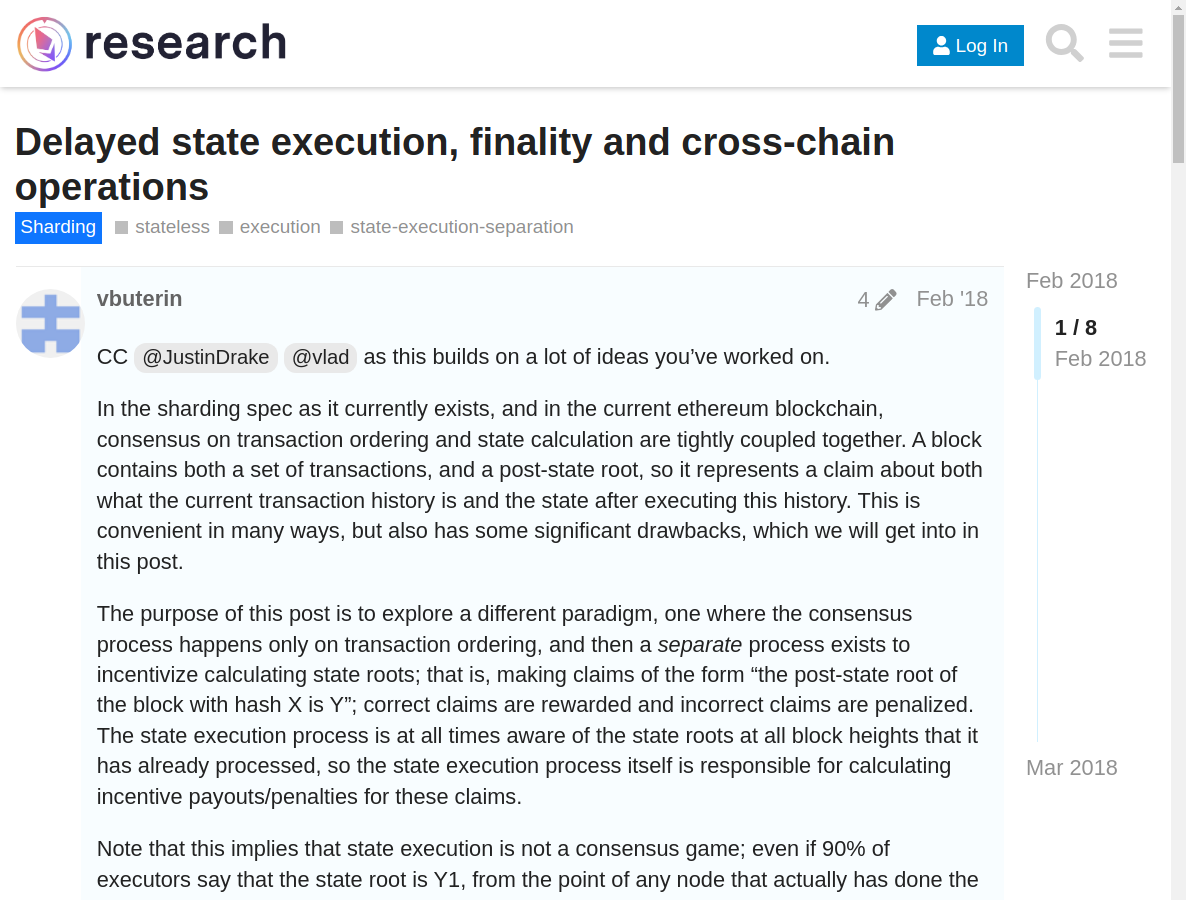 research
Log In
Delayed state execution, finality and cross-chain
operations
Sharding stateless execution state-execution-separation
vbuterin 4 Feb '18
CC @JustinDrake @vlad as this builds on a lot of ideas you’ve worked on.
In the sharding spec as it currently exists, and in the current ethereum blockchain,
consensus on transaction ordering and state calculation are tightly coupled together. A block
contains both a set of transactions, and a post-state root, so it represents a claim about both
what the current transaction history is and the state after executing this history. This is
convenient in many ways, but also has some significant drawbacks, which we will get into in
this post.
The purpose of this post is to explore a different paradigm, one where the consensus
process happens only on transaction ordering, and then a separate process exists to
incentivize calculating state roots; that is, making claims of the form “the post-state root of
the block with hash X is Y”; correct claims are rewarded and incorrect claims are penalized.
The state execution process is at all times aware of the state roots at all block heights that it
has already processed, so the state execution process itself is responsible for calculating
incentive payouts/penalties for these claims.
Note that this implies that state execution is not a consensus game; even if 90% of
executors say that the state root is Y1, from the point of any node that actually has done the
Feb 2018
1 / 8
Feb 2018
Mar 2018